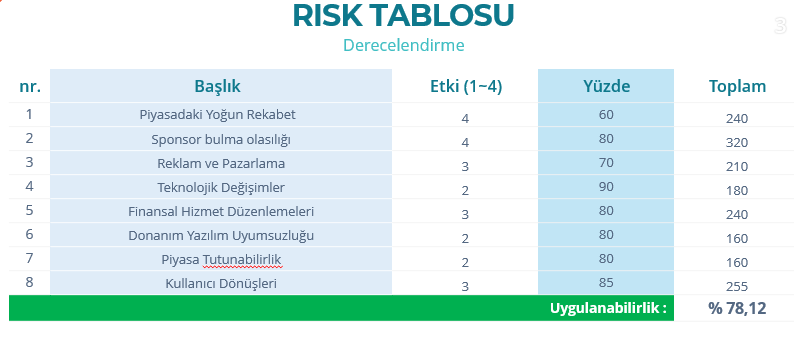 RISK TABLOSU
3
Derecelendirme
nr. Başlık Etki (1~4) Yüzde Toplam
1 Piyasadaki Yoğun Rekabet 4 60 240
2 Sponsor bulma olasılığı 4 80 320
3 Reklam ve Pazarlama 3 70 210
4 Teknolojik Değişimler 2 90 180
5 Finansal Hizmet Düzenlemeleri 3 80 240
6 Donanım Yazılım Uyumsuzluğu 2 80 160
7 Piyasa Tutunabilirlik 2 80 160
8 Kullanıcı Dönüşleri 3 85 255
Uygulanabilirlik : % 78,12